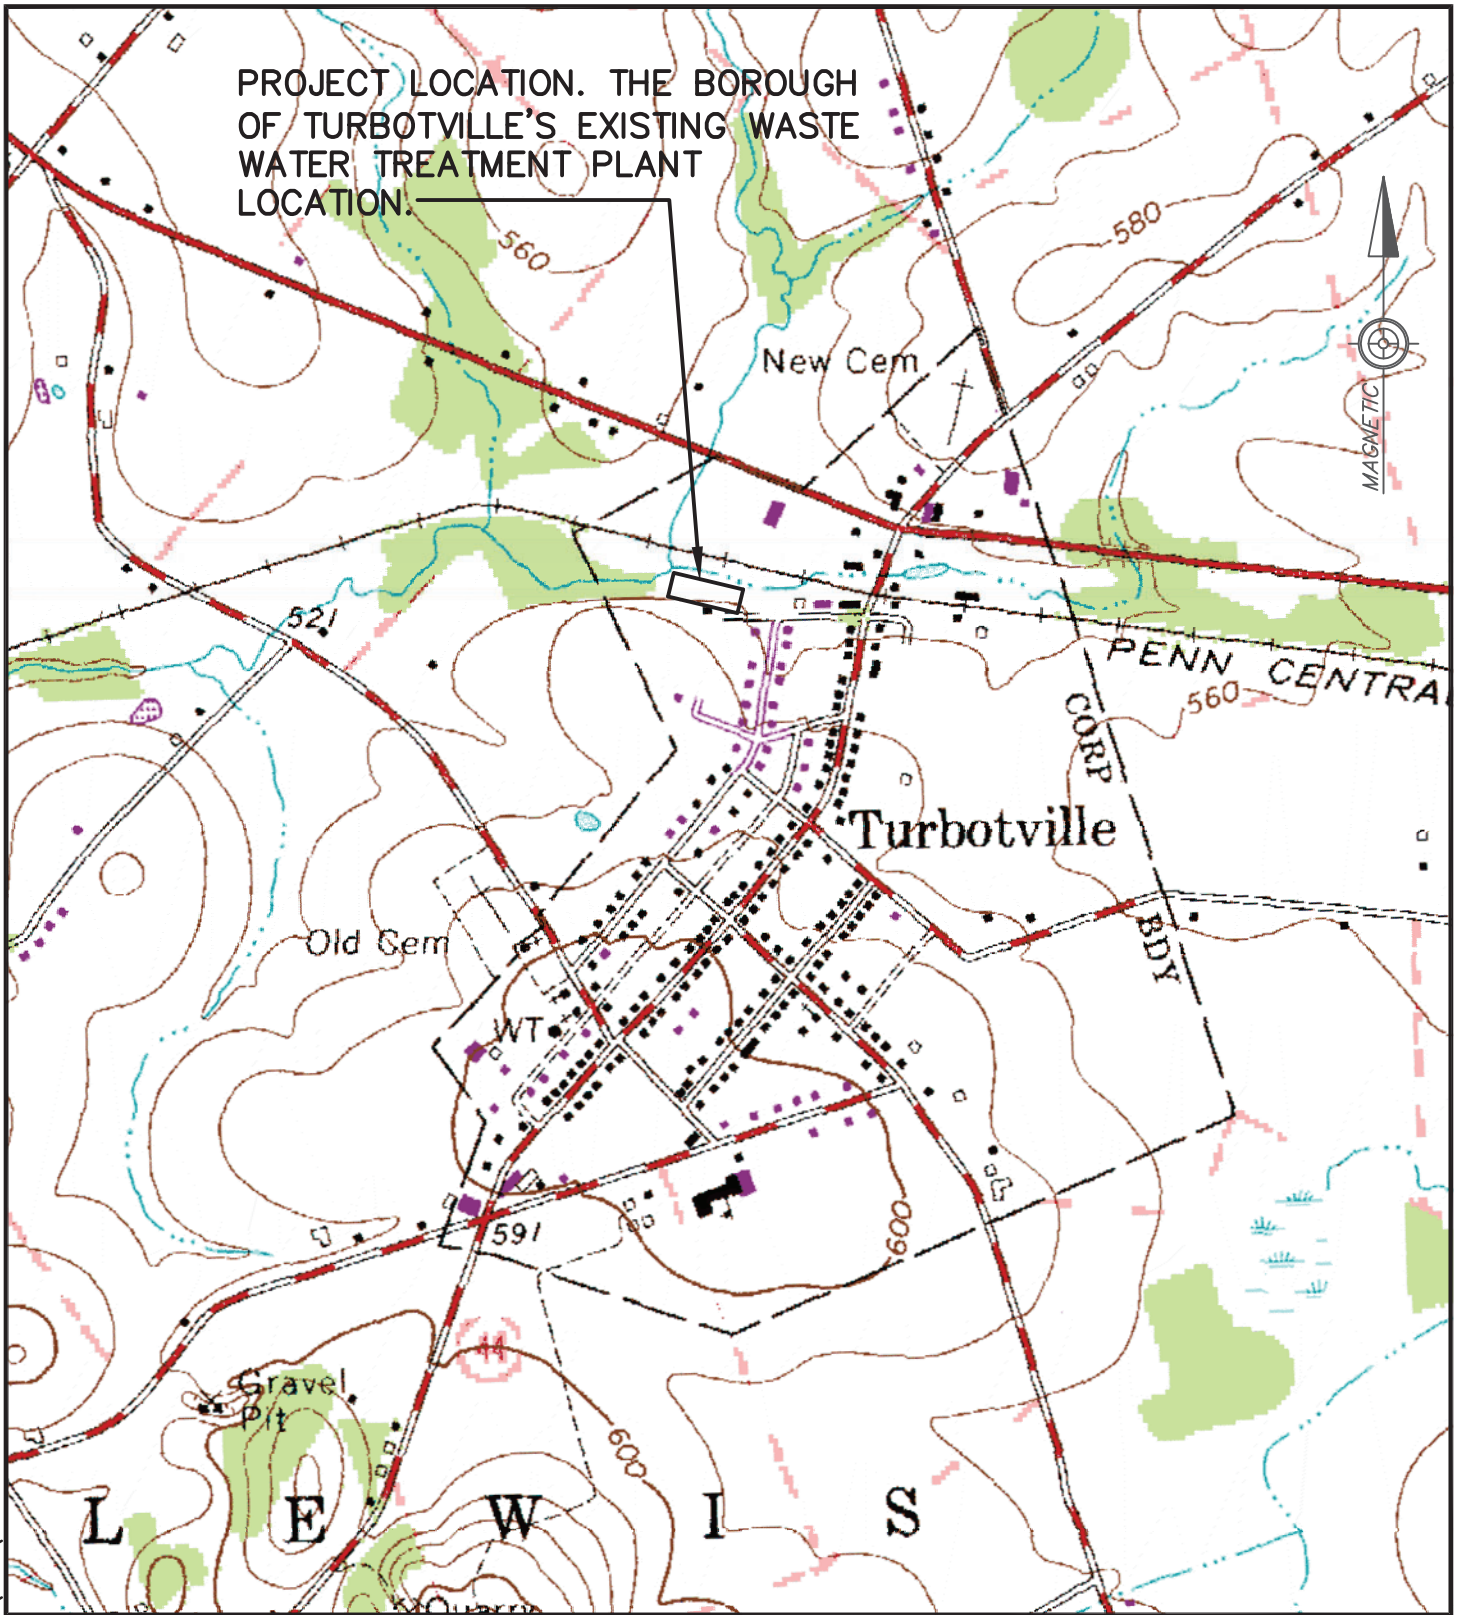 PROJECT LOCATION. THE BOROUGH
OF TURBOTVILLE'S EXISTING WASTE
WATER TREATMENT PLANT
LOCATION.
560
580
New Cem
MAGNETIC
521
PENN CENTRAL
560
CORP
Turbotville
Old Cem
BDY
WT
591
600
44
Gravel
Pit
600
L E W I S
Quarry